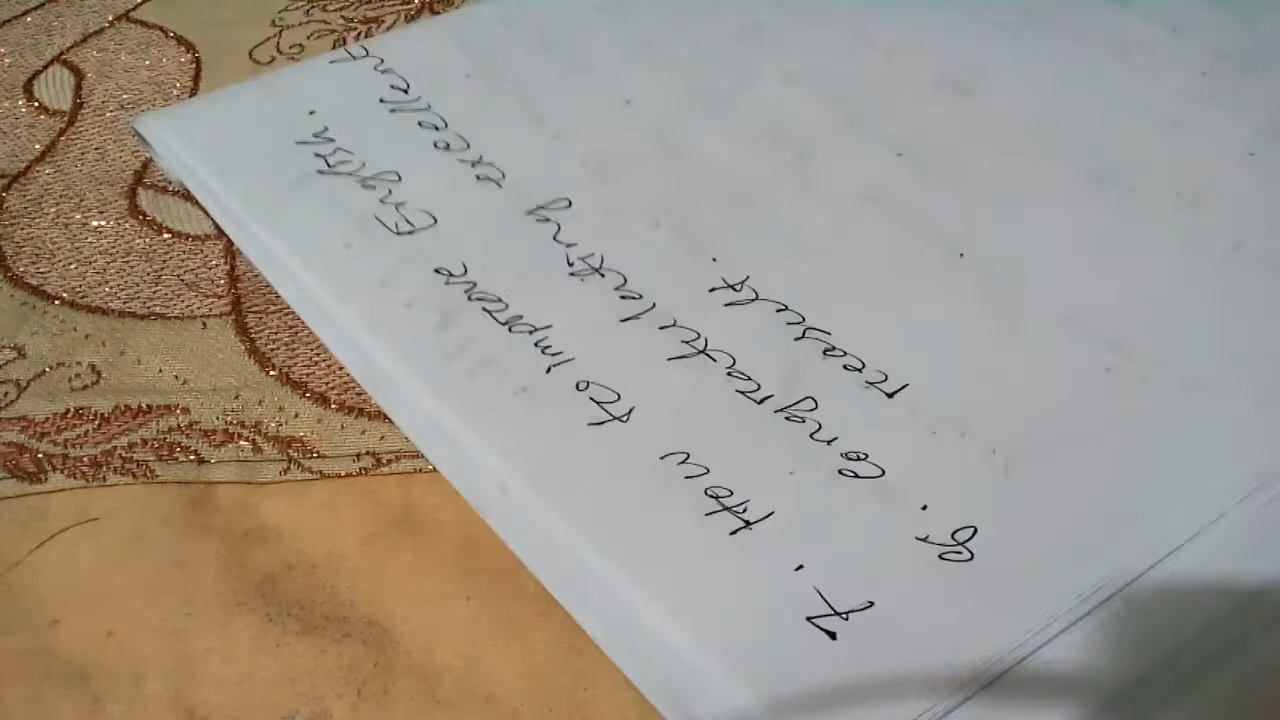 7. How to improve English.
8. Congratulating excellent
result.